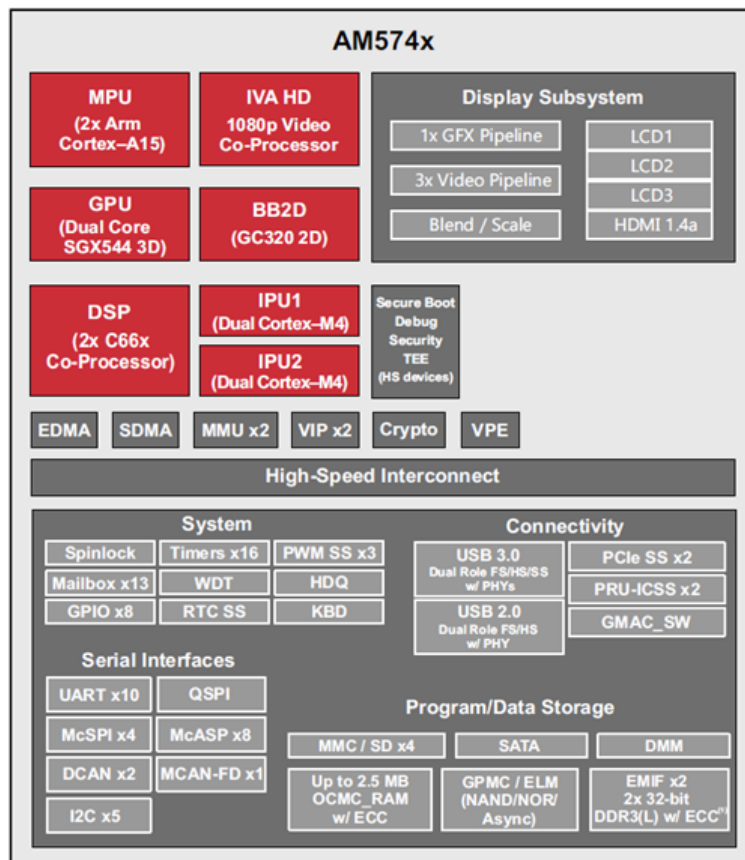 AM574x
MPU
(2x Arm
Cortex–A15)
IVA HD
1080p Video
Co-Processor
Display Subsystem
1x GFX Pipeline
LCD1
LCD2
3x Video Pipeline
LCD3
Blend / Scale
HDMI 1.4a
GPU
(Dual Core
SGX544 3D)
BB2D
(GC320 2D)
DSP
(2x C66x
Co-Processor)
IPU1
(Dual Cortex–M4)
IPU2
(Dual Cortex–M4)
Secure Boot
Debug
Security
TEE
(HS devices)
EDMA
SDMA
MMU x2
VIP x2
Crypto
VPE
High-Speed Interconnect
System
Spinlock
Timers x16
PWM SS x3
Mailbox x13
WDT
HDQ
GPIO x8
RTC SS
KBD
Connectivity
USB 3.0
Dual Role FS/HS/SS
w/ PHYs
USB 2.0
Dual Role FS/HS
w/ PHY
PCIe SS x2
PRU-ICSS x2
GMAC_SW
Serial Interfaces
UART x10
QSPI
McSPI x4
McASP x8
DCAN x2
MCAN-FD x1
I2C x5
Program/Data Storage
MMC / SD x4
SATA
DMM
Up to 2.5 MB
OCMC_RAM
w/ ECC
GPMC / ELM
(NAND/NOR/
Async)
EMIF x2
2x 32-bit
DDR3(L) w/ ECC(1)